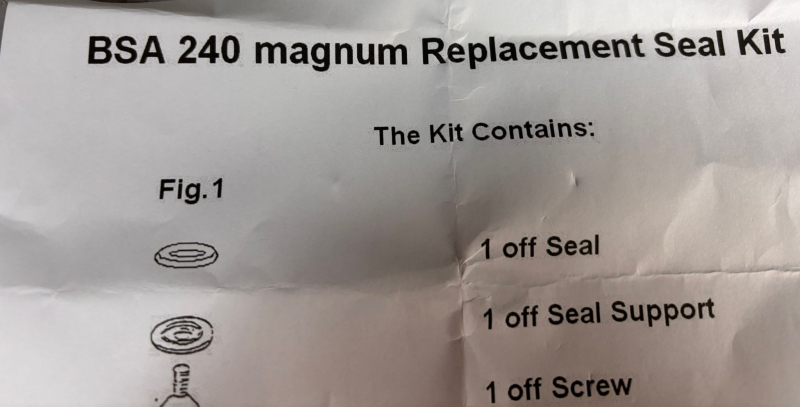 BSA 240 magnum Replacement Seal Kit
The Kit Contains:
Fig.1
1 off Seal
1 off Seal Support
1 off Screw